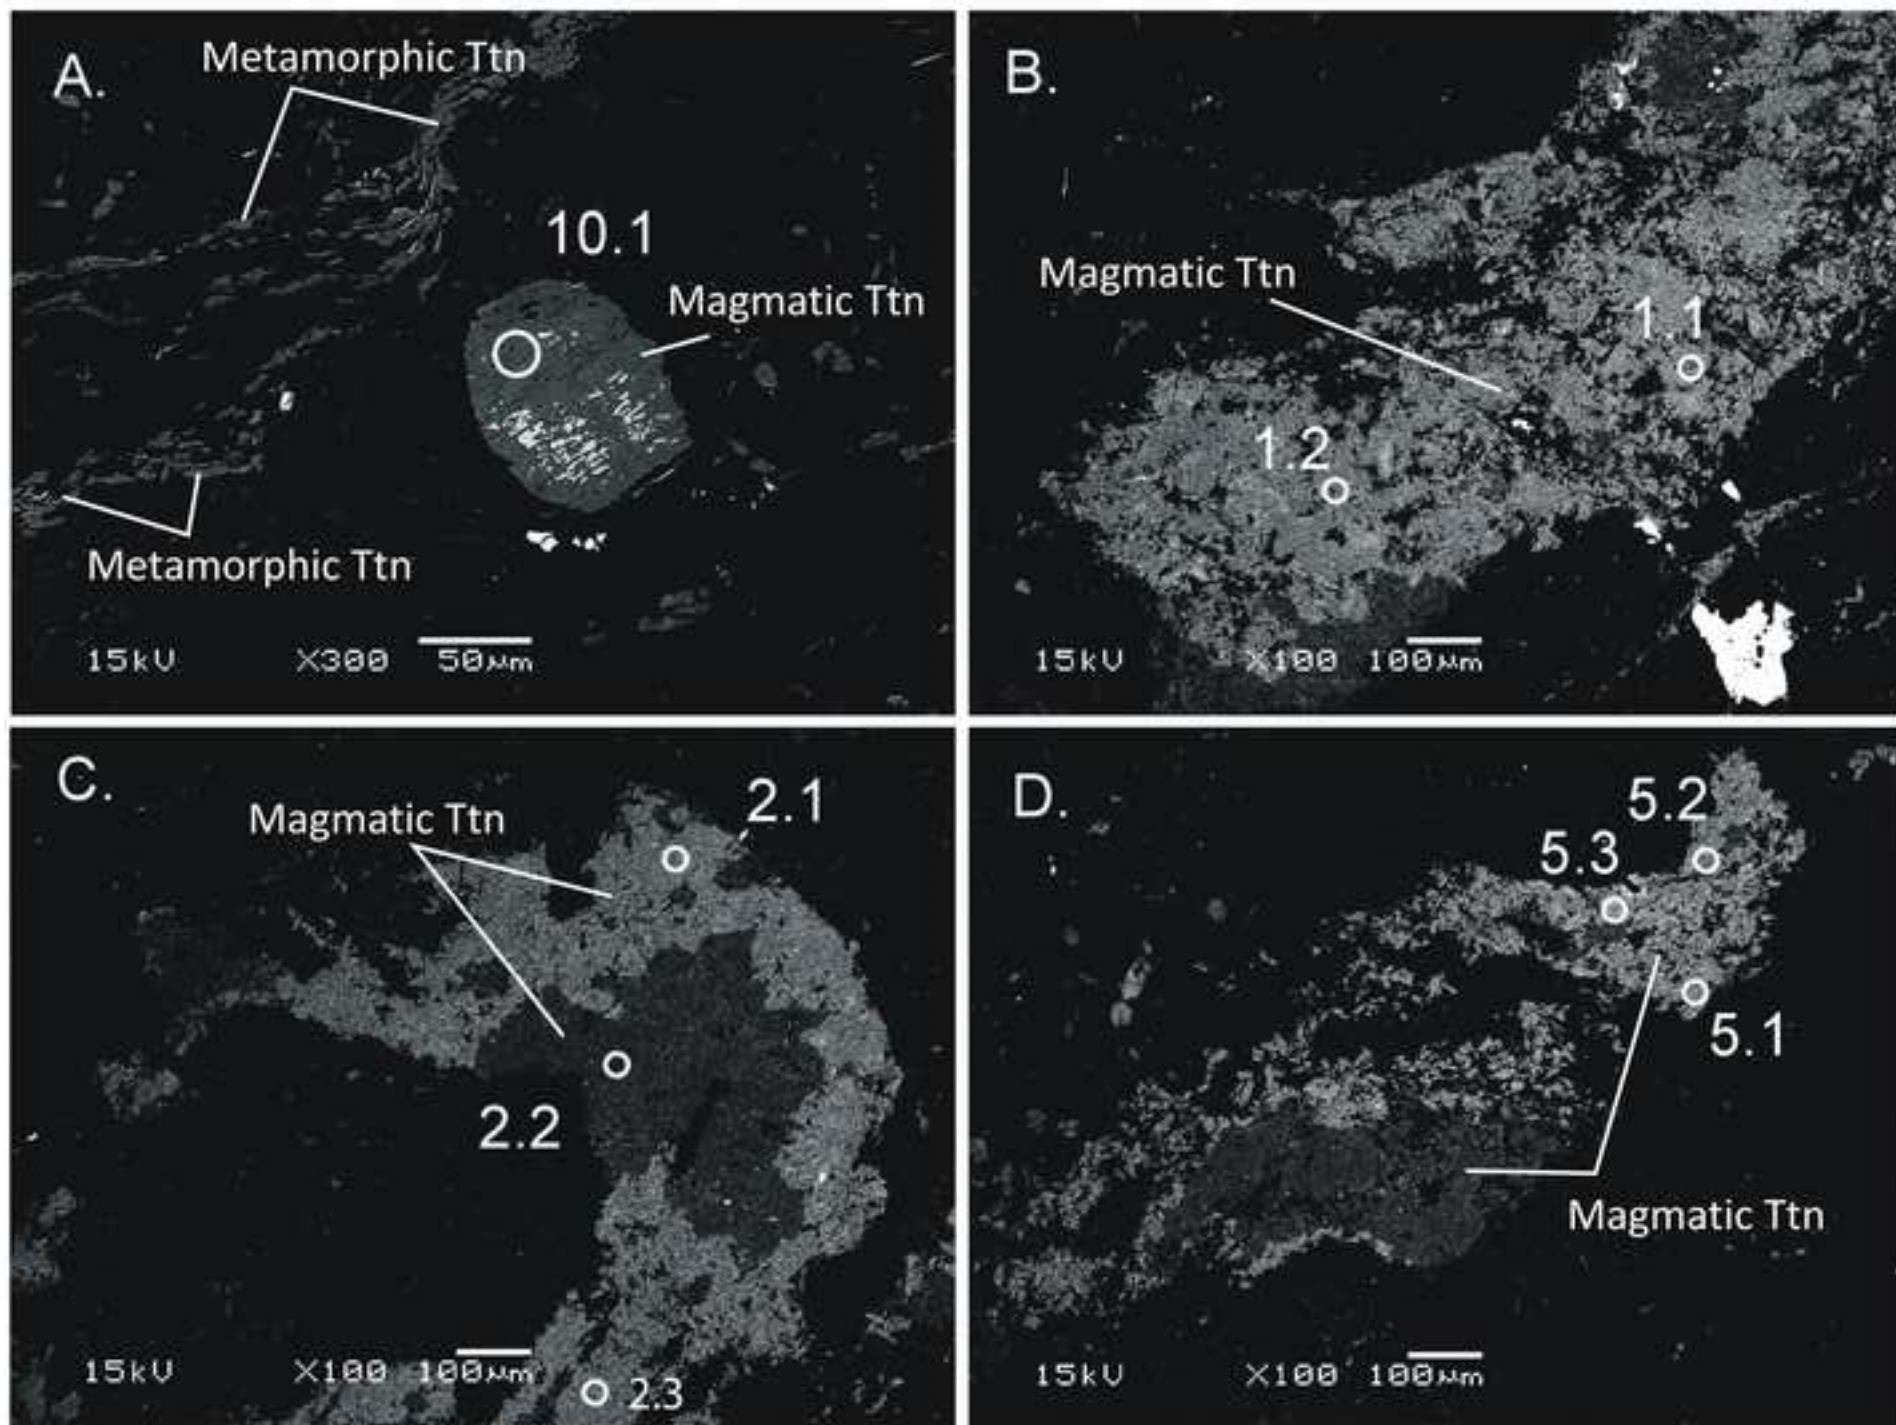 A.
Metamorphic Ttn
10.1
Magmatic Ttn
Metamorphic Ttn
15kV X300 50µm
B.
Magmatic Ttn
1.1
1.2
15kV X100 100µm
C.
Magmatic Ttn
2.1
2.2
15kV X100 100µm
2.3
D.
5.2
5.3
5.1
Magmatic Ttn
15kV X100 100µm